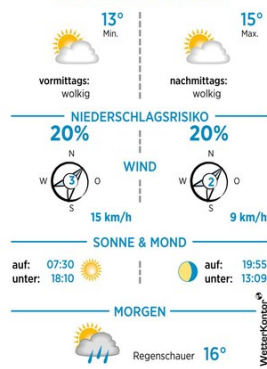 13° 15°
Min. Max.
vormittags: nachmittags:
wolkig wolkig
NIEDERSCHLAGSRISIKO
20% 20%
N N
W 3 O WIND W 2 O
S S
15 km/h 9 km/h
SONNE & MOND
auf: 07:30 auf: 19:55
unter: 18:10 unter: 13:09
MORGEN
Regenschauer 16°
WetterKontor